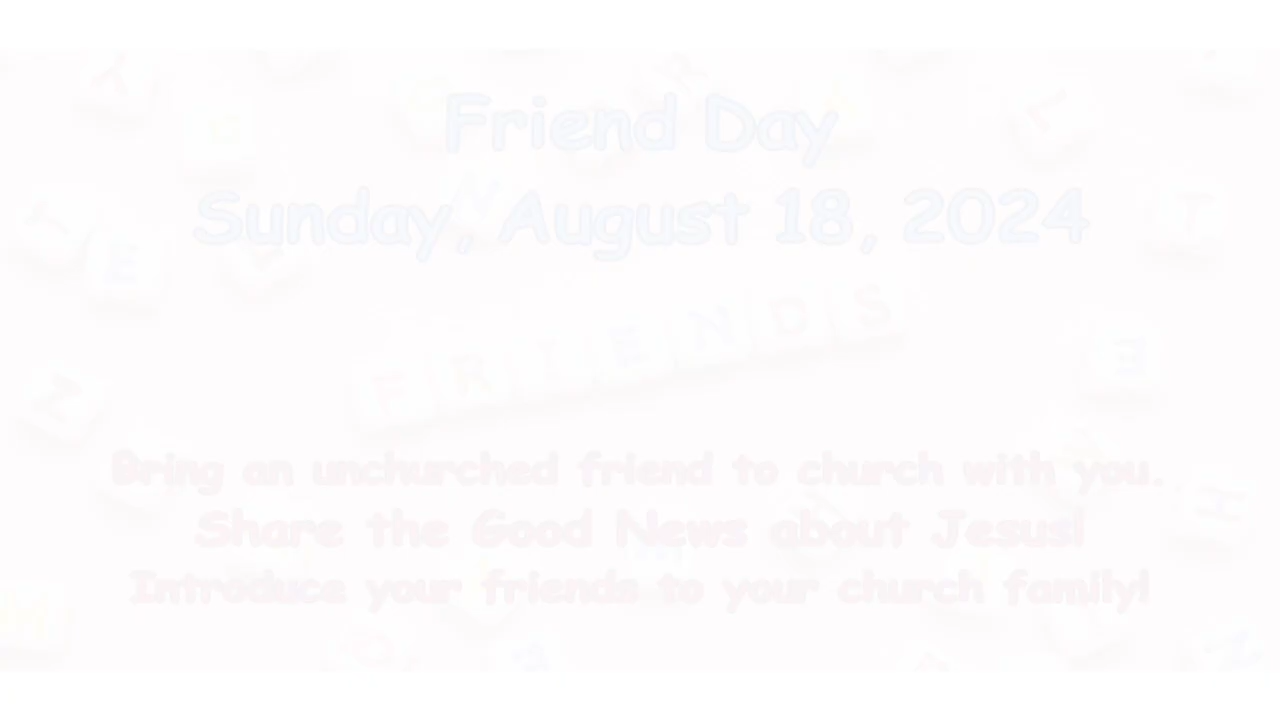 Friend Day
Sunday, August 18, 2024
FRIENDS
Bring an unchurched friend to church with you.
Share the Good News about Jesus!
Introduce your friends to your church family!